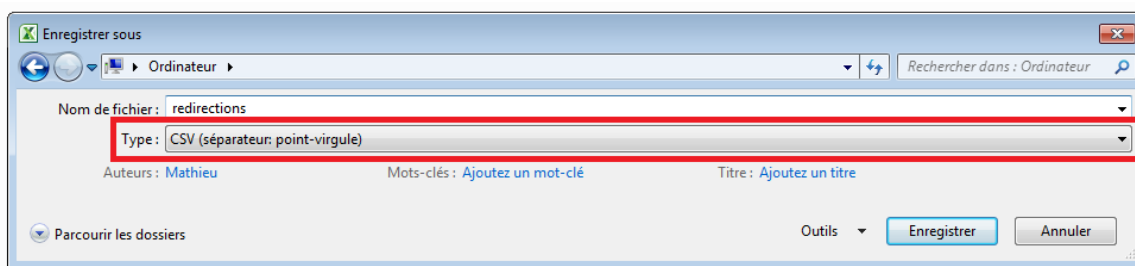 Enregistrer sous
Ordinateur
Rechercher dans : Ordinateur
Nom de fichier : redirections
Type : CSV (séparateur: point-virgule)
Auteurs : Mathieu Mots-clés : Ajoutez un mot-clé Titre : Ajoutez un titre
Parcourir les dossiers Outils Enregistrer Annuler